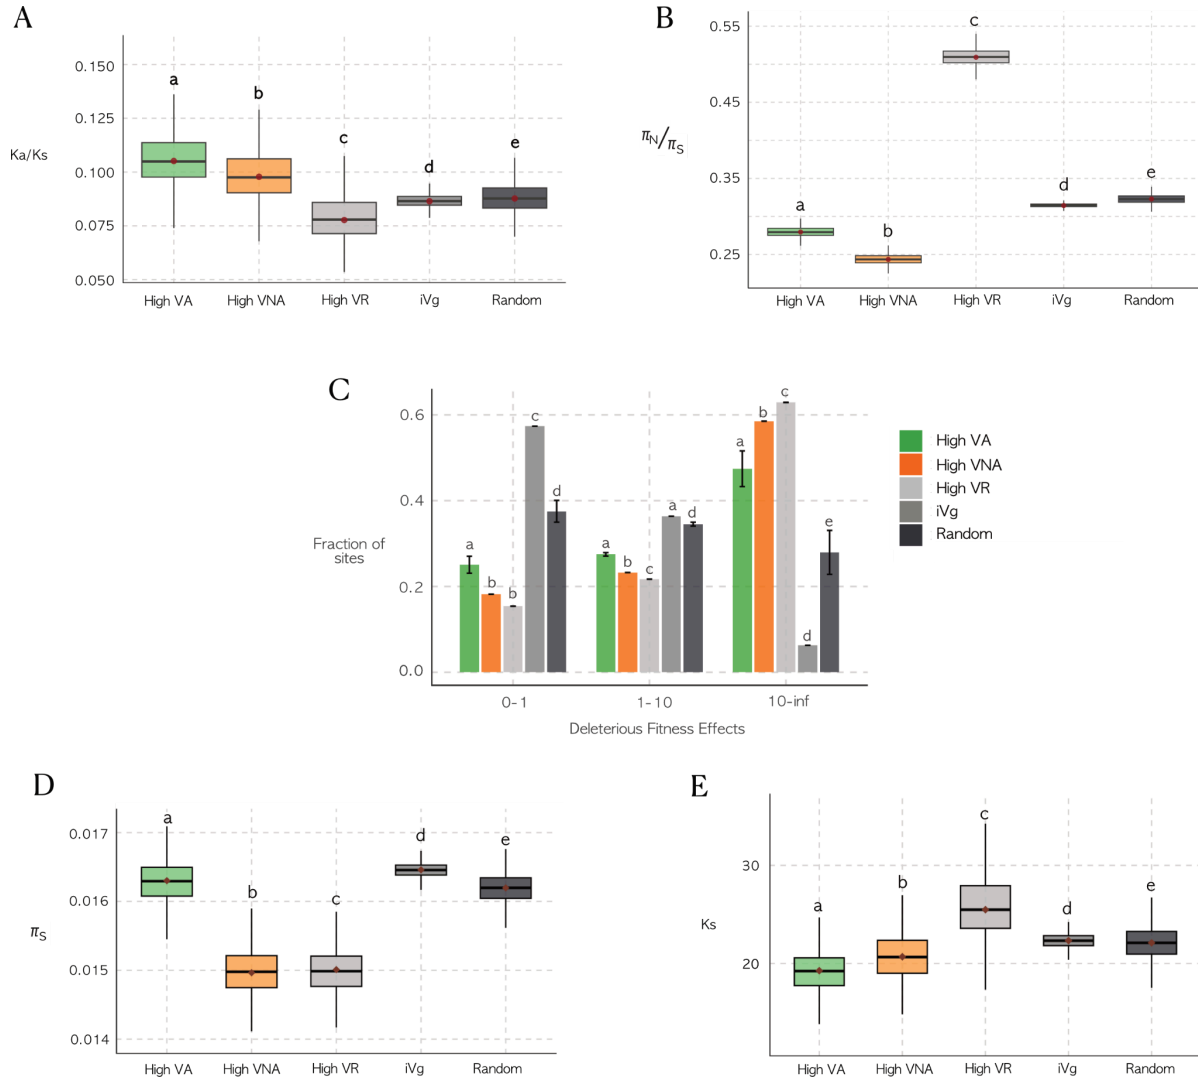 A
0.150
0.125
0.100
0.075
0.050
Ka/Ks
a
b
c
d
e
High VA
High VNA
High VR
iVg
Random
B
0.55
0.45
0.35
0.25
πN/πS
a
b
c
d
e
High VA
High VNA
High VR
iVg
Random
C
0.6
0.4
0.2
0.0
Fraction of
sites
a
b
b
c
d
a
b
c
a
d
a
b
c
d
e
0-1
1-10
10-inf
Deleterious Fitness Effects
High VA
High VNA
High VR
iVg
Random
D
0.017
0.016
0.015
0.014
πS
a
b
c
d
e
High VA
High VNA
High VR
iVg
Random
E
30
20
Ks
a
b
c
d
e
High VA
High VNA
High VR
iVg
Random